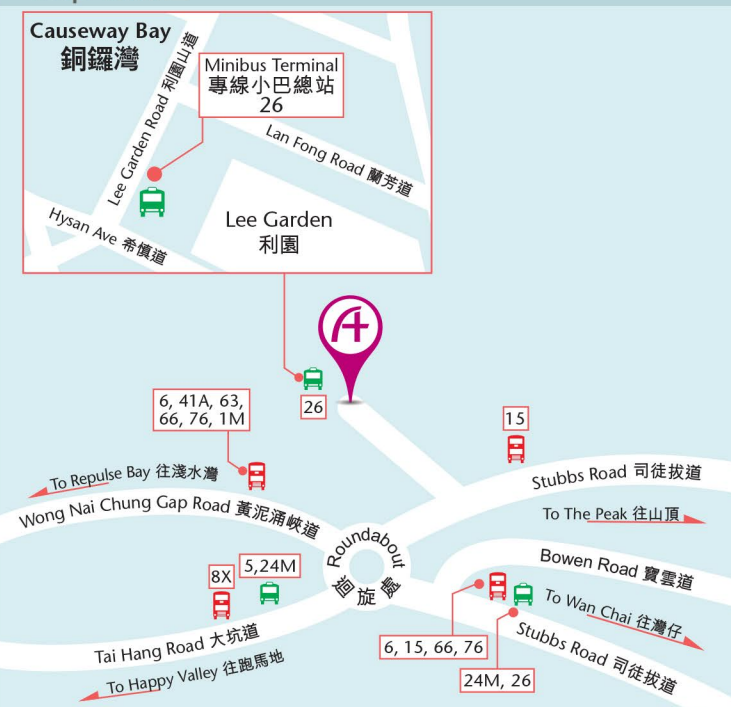 Causeway Bay
銅鑼灣
Minibus Terminal
專線小巴總站
26
Lee Garden Road 利園山道
Lan Fong Road 蘭芳道
Hysan Ave 希慎道
Lee Garden
利園
26
6, 41A, 63,
66, 76, 1M
15
To Repulse Bay 往淺水灣
Wong Nai Chung Gap Road 黃泥涌峽道
Stubbs Road 司徒拔道
To The Peak 往山頂
Roundabout
迴旋處
Bowen Road 寶雲道
8X
5,24M
To Wan Chai 往灣仔
Stubbs Road 司徒拔道
6, 15, 66, 76
24M, 26
Tai Hang Road 大坑道
To Happy Valley 往跑馬地